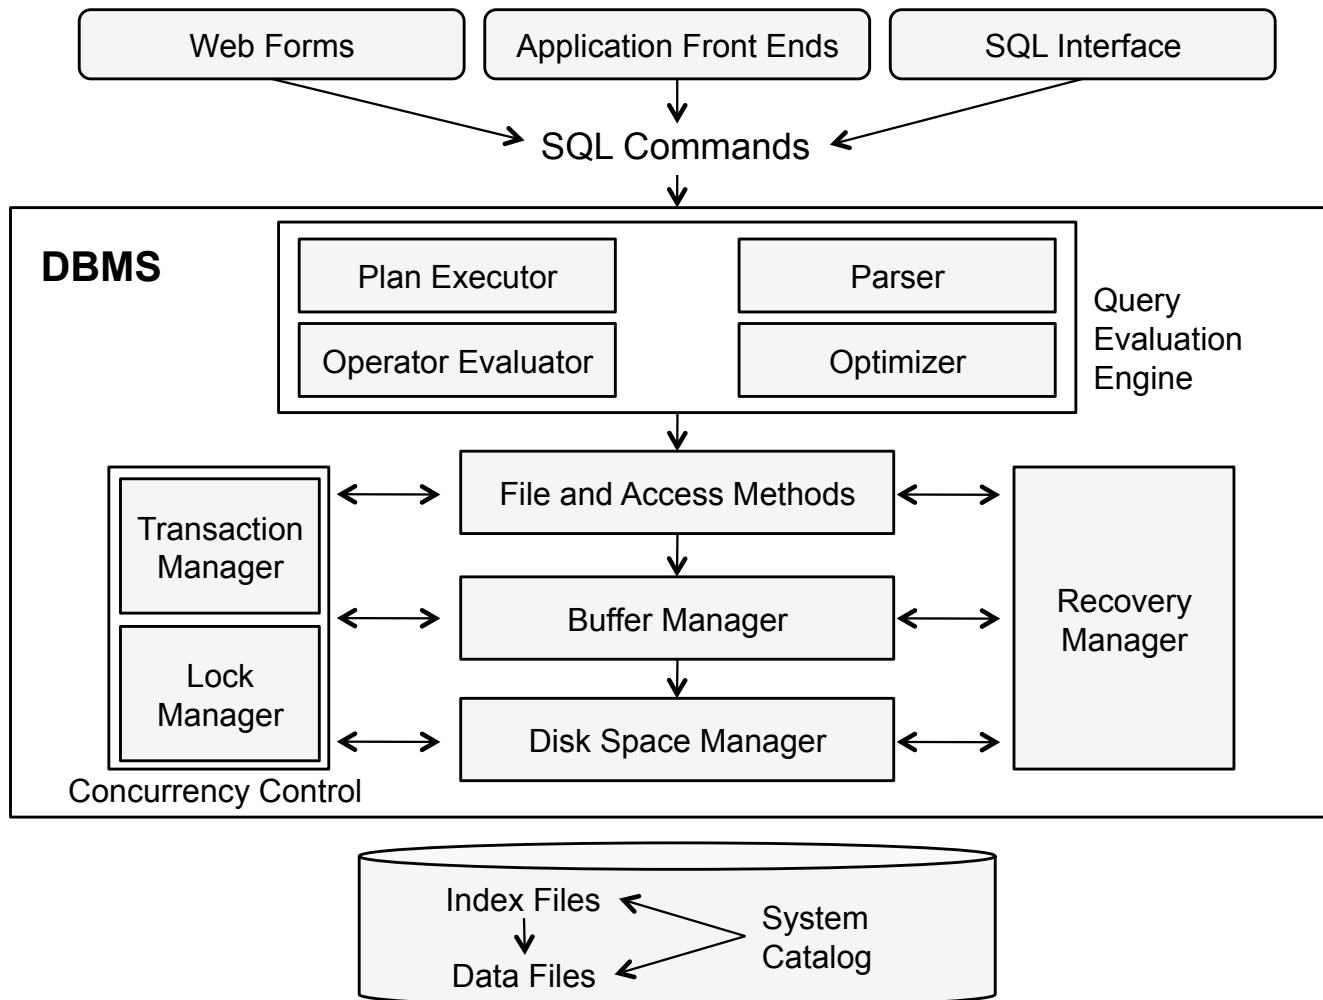 Web Forms
Application Front Ends
SQL Interface
SQL Commands
DBMS
Plan Executor
Parser
Operator Evaluator
Optimizer
Query
Evaluation
Engine
File and Access Methods
Transaction
Manager
Buffer Manager
Recovery
Manager
Lock
Manager
Disk Space Manager
Concurrency Control
Index Files
System
Catalog
Data Files